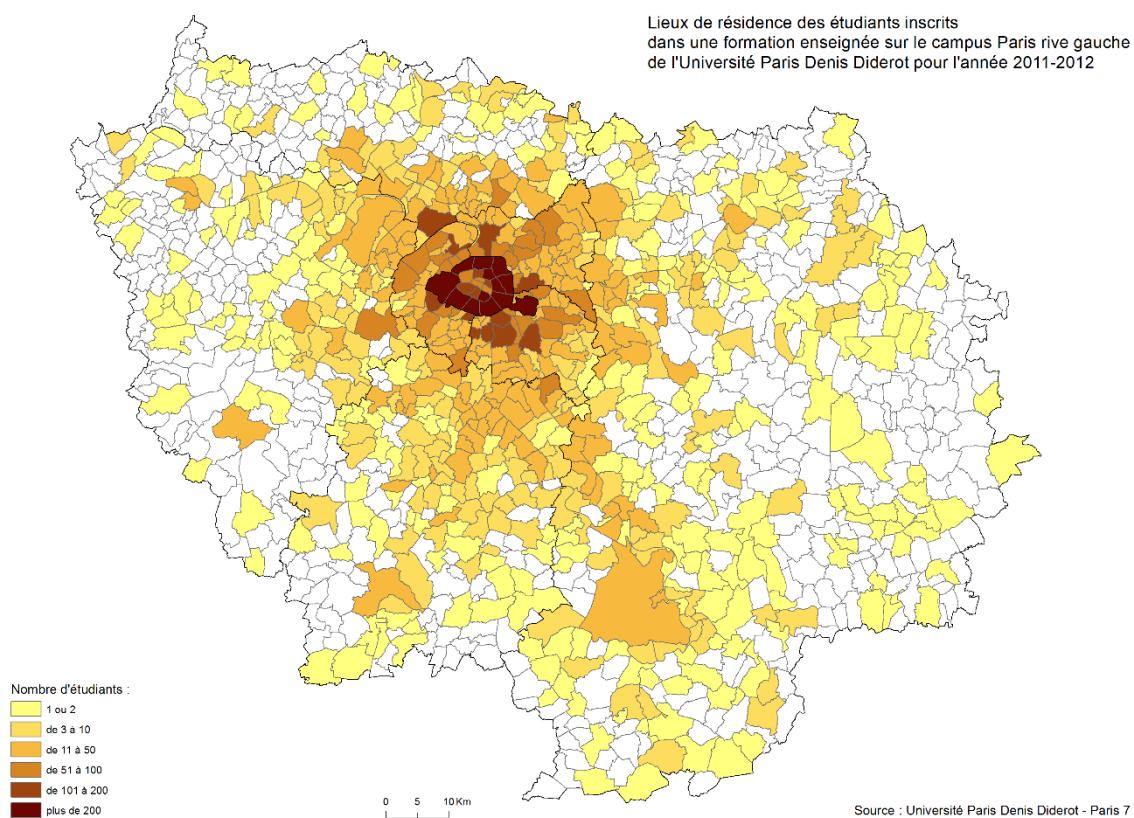 Lieux de résidence des étudiants inscrits
dans une formation enseignée sur le campus Paris rive gauche
de l'Université Paris Denis Diderot pour l'année 2011-2012
Nombre d'étudiants :
1 ou 2
de 3 à 10
de 11 à 50
de 51 à 100
de 101 à 200
plus de 200
0 5 10 Km
Source : Université Paris Denis Diderot - Paris 7